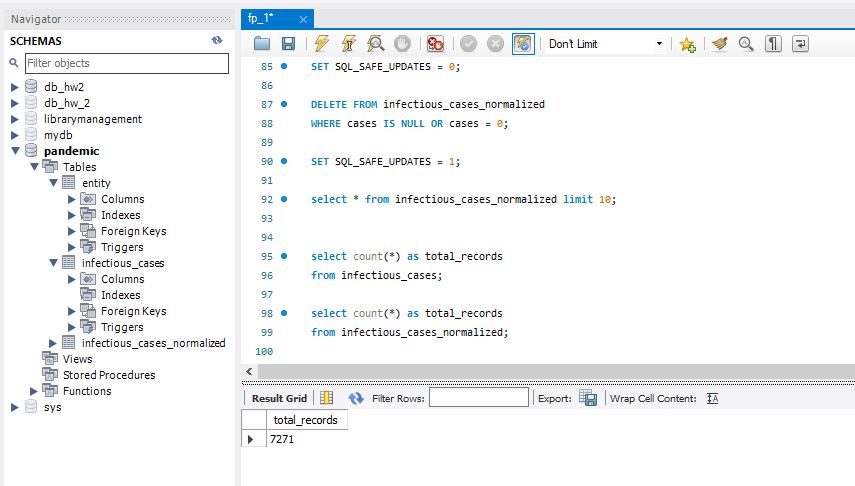 Navigator
SCHEMAS
Filter objects
db_hw2
db_hw_2
librarymanagement
mydb
pandemic
Tables
entity
Columns
Indexes
Foreign Keys
Triggers
infectious_cases
Columns
Indexes
Foreign Keys
Triggers
infectious_cases_normalized
Views
Stored Procedures
Functions
sys
fp_1*
Don't Limit
85 SET SQL_SAFE_UPDATES = 0;
86
87 DELETE FROM infectious_cases_normalized
88 WHERE cases IS NULL OR cases = 0;
89
90 SET SQL_SAFE_UPDATES = 1;
91
92 select * from infectious_cases_normalized limit 10;
93
94
95 select count(*) as total_records
96 from infectious_cases;
97
98 select count(*) as total_records
99 from infectious_cases_normalized;
100
Result Grid Filter Rows: Export: Wrap Cell Content:
total_records
7271